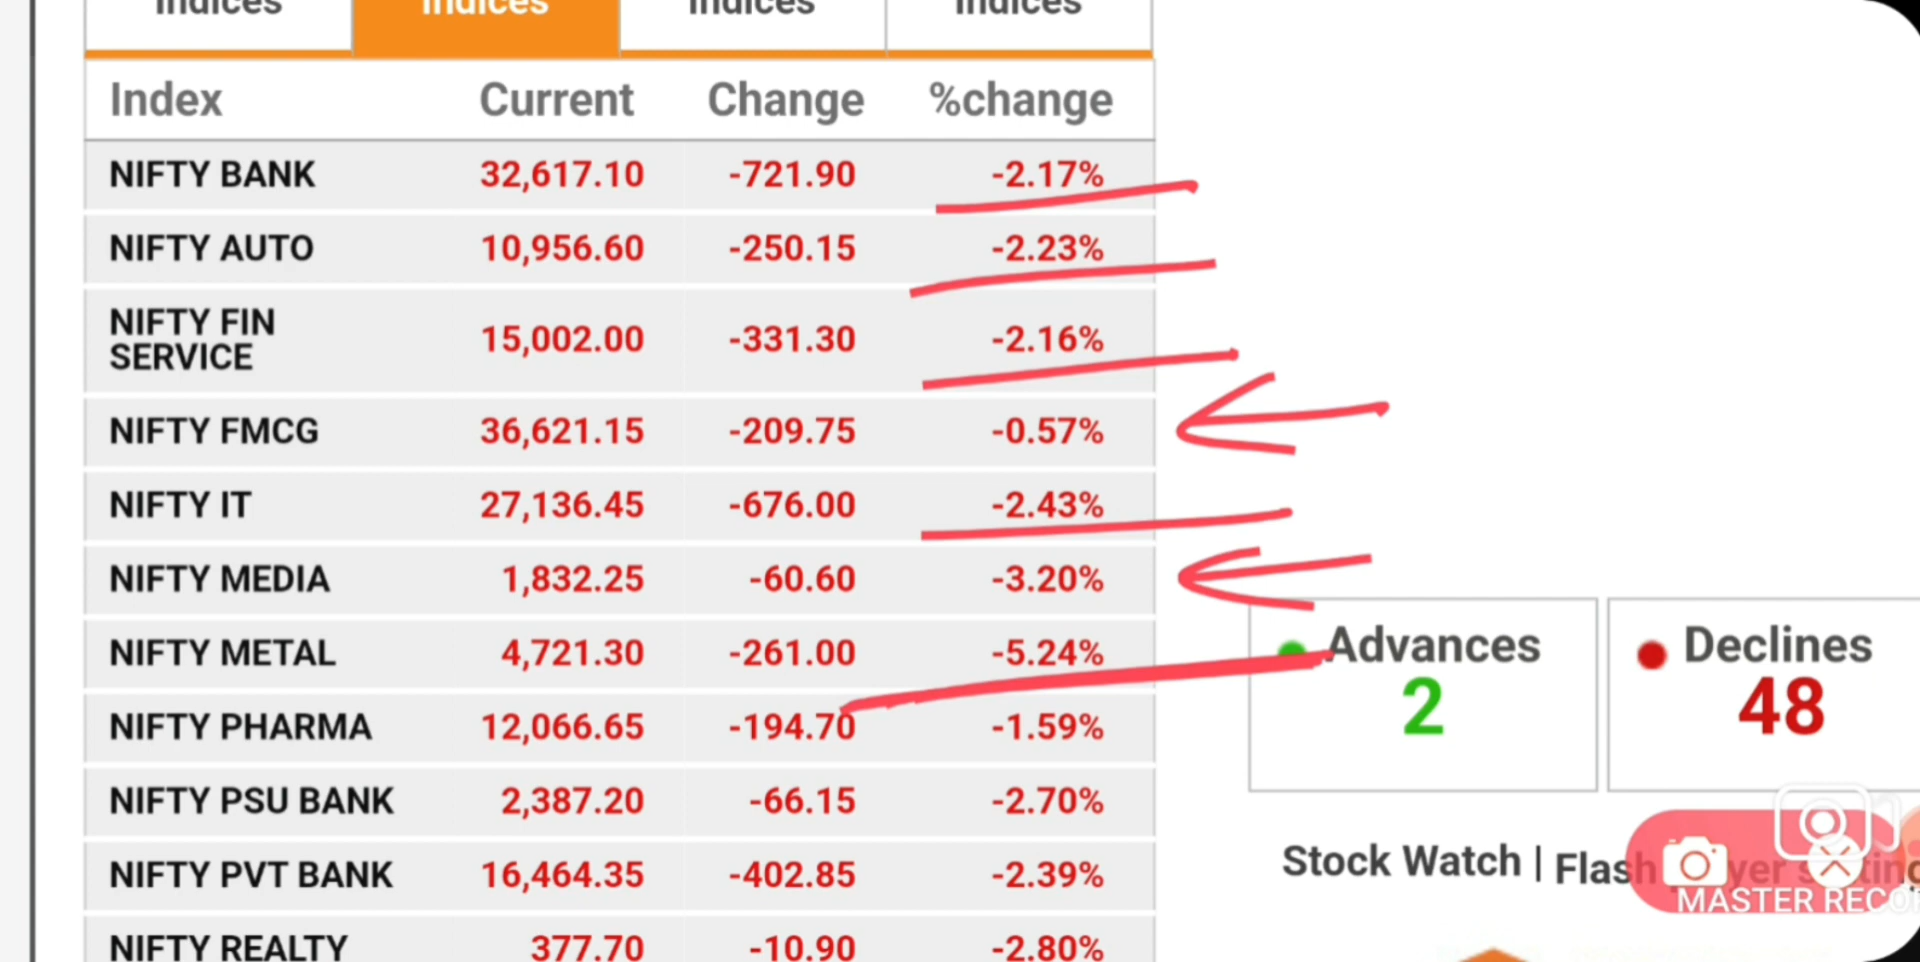 Indices Indices Indices Indices
Index Current Change %change
NIFTY BANK 32,617.10 -721.90 -2.17%
NIFTY AUTO 10,956.60 -250.15 -2.23%
NIFTY FIN
SERVICE 15,002.00 -331.30 -2.16%
NIFTY FMCG 36,621.15 -209.75 -0.57%
NIFTY IT 27,136.45 -676.00 -2.43%
NIFTY MEDIA 1,832.25 -60.60 -3.20%
NIFTY METAL 4,721.30 -261.00 -5.24%
NIFTY PHARMA 12,066.65 -194.70 -1.59%
NIFTY PSU BANK 2,387.20 -66.15 -2.70%
NIFTY PVT BANK 16,464.35 -402.85 -2.39%
NIFTY REALTY 377.70 -10.90 -2.80%
Advances
2
Declines
48
Stock Watch |
MASTER